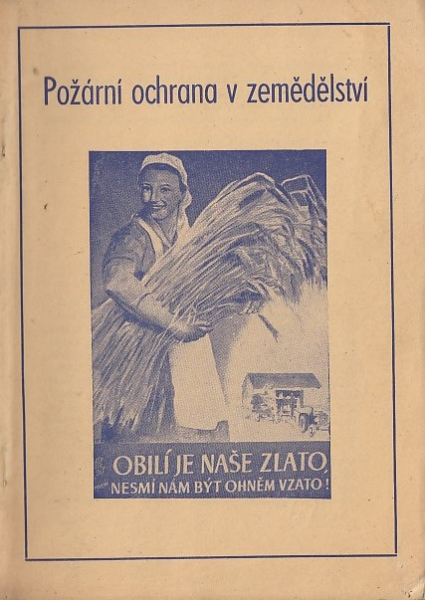 Požární ochrana v zemědělství
OBILÍ JE NAŠE ZLATO,
NESMÍ NÁM BÝT OHNĚM VZATO!